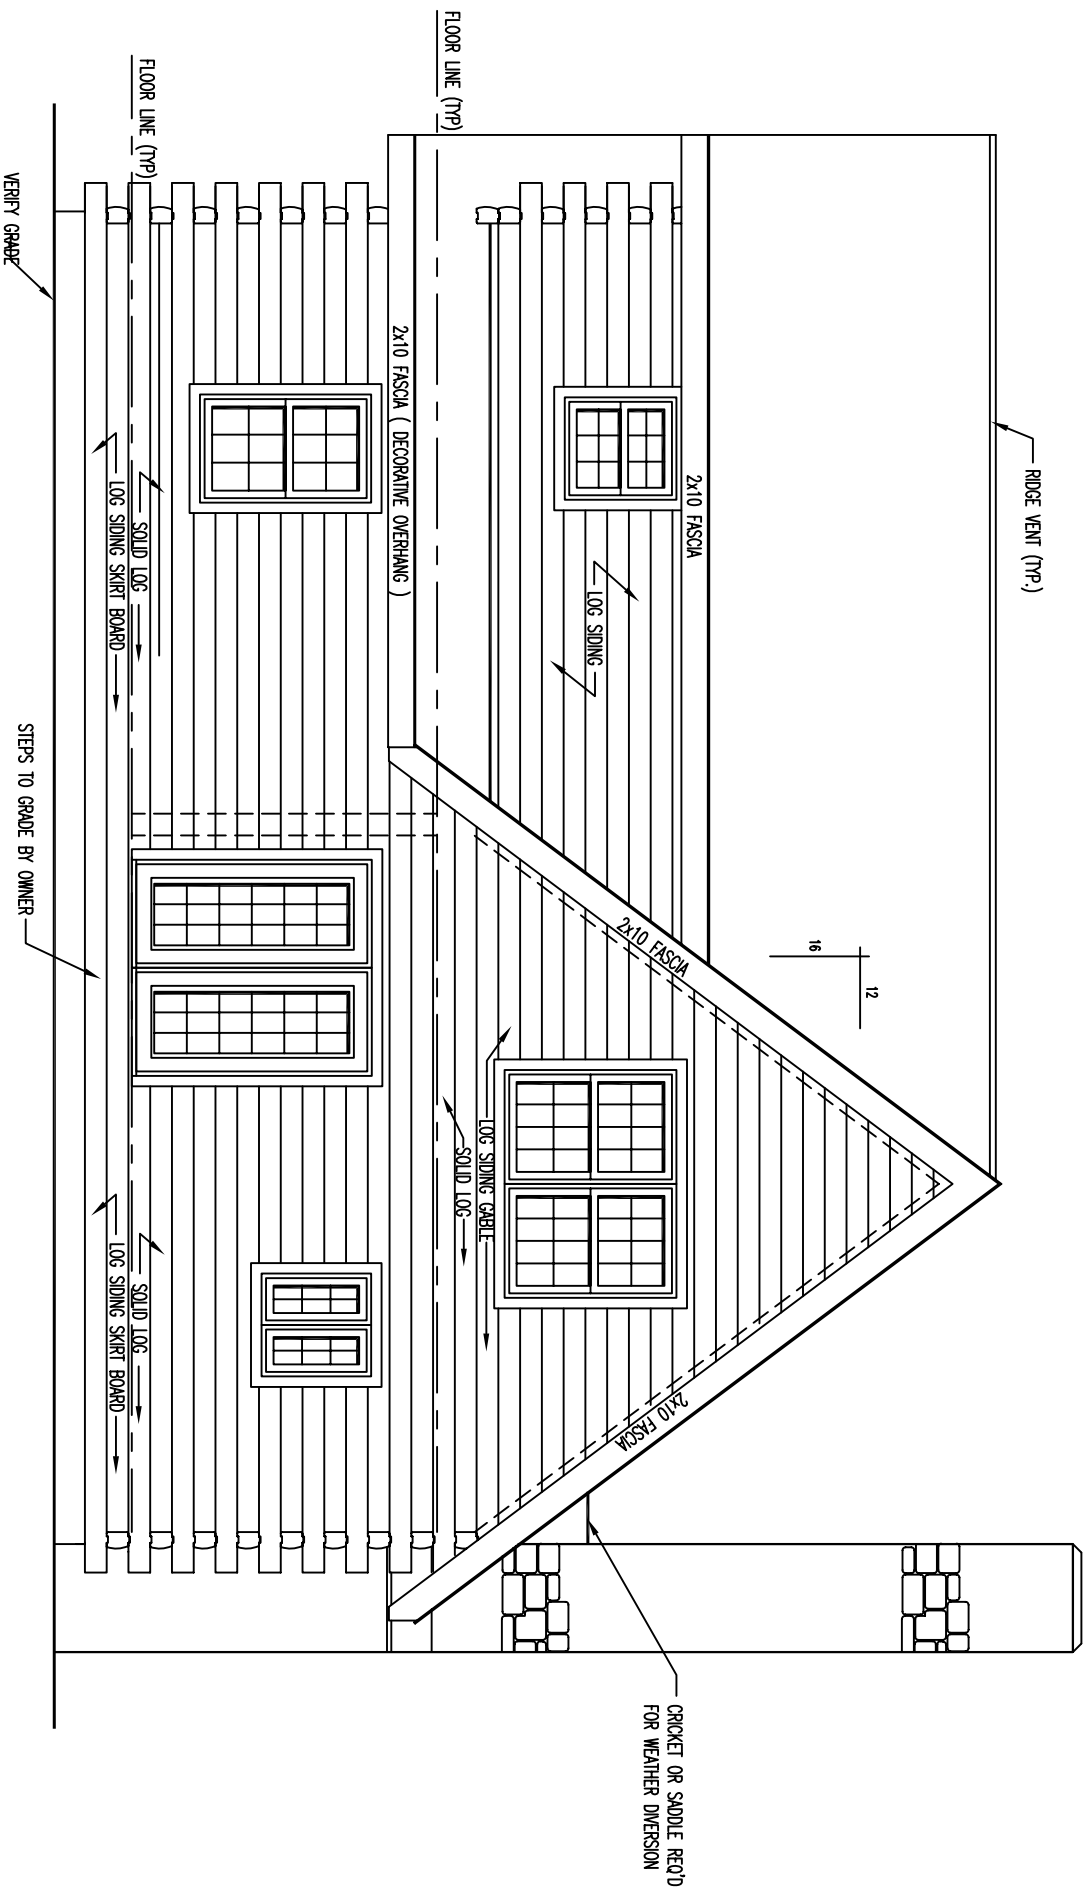 RIDGE VENT (TYP.)
16
12
2x10 FASCIA
2x10 FASCIA
CRICKET OR SADDLE REQ'D
FOR WEATHER DIVERSION
LOG SIDING
2x10 FASCIA
LOG SIDING GABLE
SOLID LOG
FLOOR LINE (TYP)
2x10 FASCIA ( DECORATIVE OVERHANG )
FLOOR LINE (TYP)
SOLID LOG
LOG SIDING SKIRT BOARD
SOLID LOG
LOG SIDING SKIRT BOARD
STEPS TO GRADE BY OWNER
VERIFY GRADE